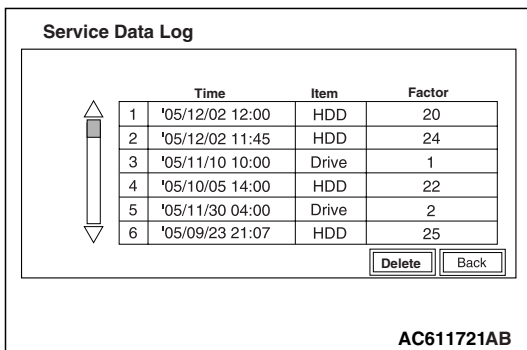 Service Data Log
Time Item Factor
1 '05/12/02 12:00 HDD 20
2 '05/12/02 11:45 HDD 24
3 '05/11/10 10:00 Drive 1
4 '05/10/05 14:00 HDD 22
5 '05/11/30 04:00 Drive 2
6 '05/09/23 21:07 HDD 25
Delete Back
AC611721AB